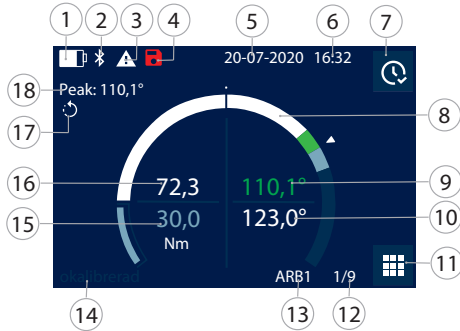 1 2 3 4 5 6 7
20-07-2020 16:32
18 Peak: 110,1°
17
8
16 72,3 110,1° 9
15 30,0 123,0° 10
Nm
11
okalibrerad ARB1 1/9
14 13 12